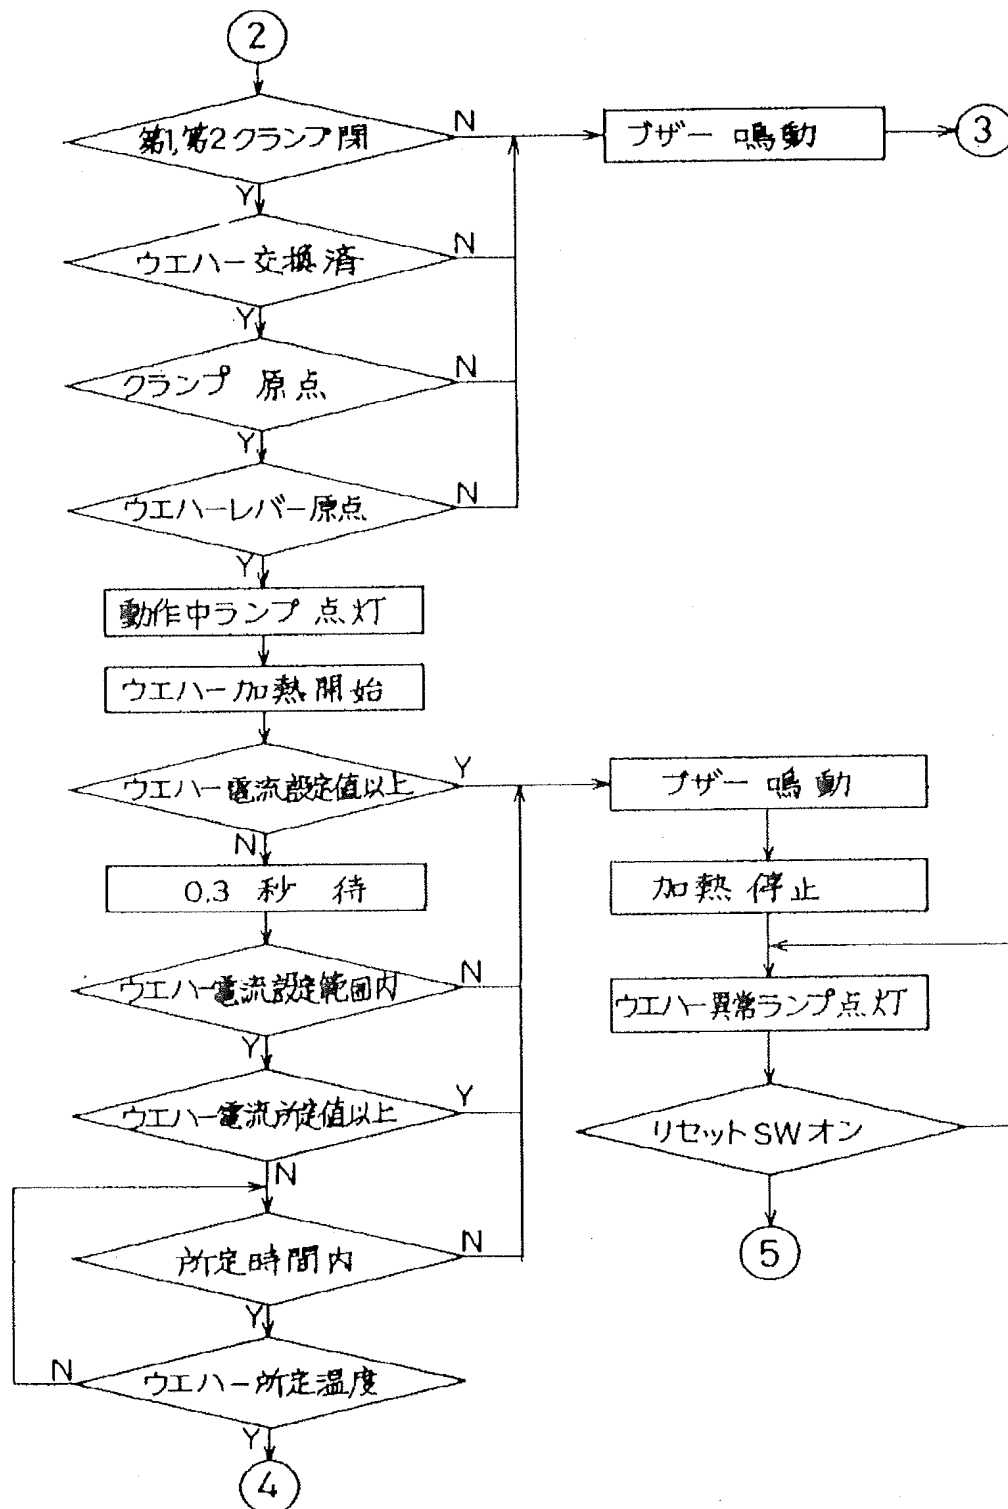 2
第1,第2クランプ閉
N
ブザー 鳴動
3
Y
ウエハー交換済
N
Y
クランプ 原点
N
Y
ウエハーレバー原点
N
Y
動作中ランプ 点灯
ウエハー加熱開始
ウエハー電流設定値以上
Y
ブザー 鳴動
N
0.3 秒 待
加熱停止
ウエハー電流設定範囲内
N
ウエハー異常ランプ点灯
Y
ウエハー電流所定値以上
Y
リセットSWオン
N
所定時間内
N
5
Y
ウエハー所定温度
N
Y
4